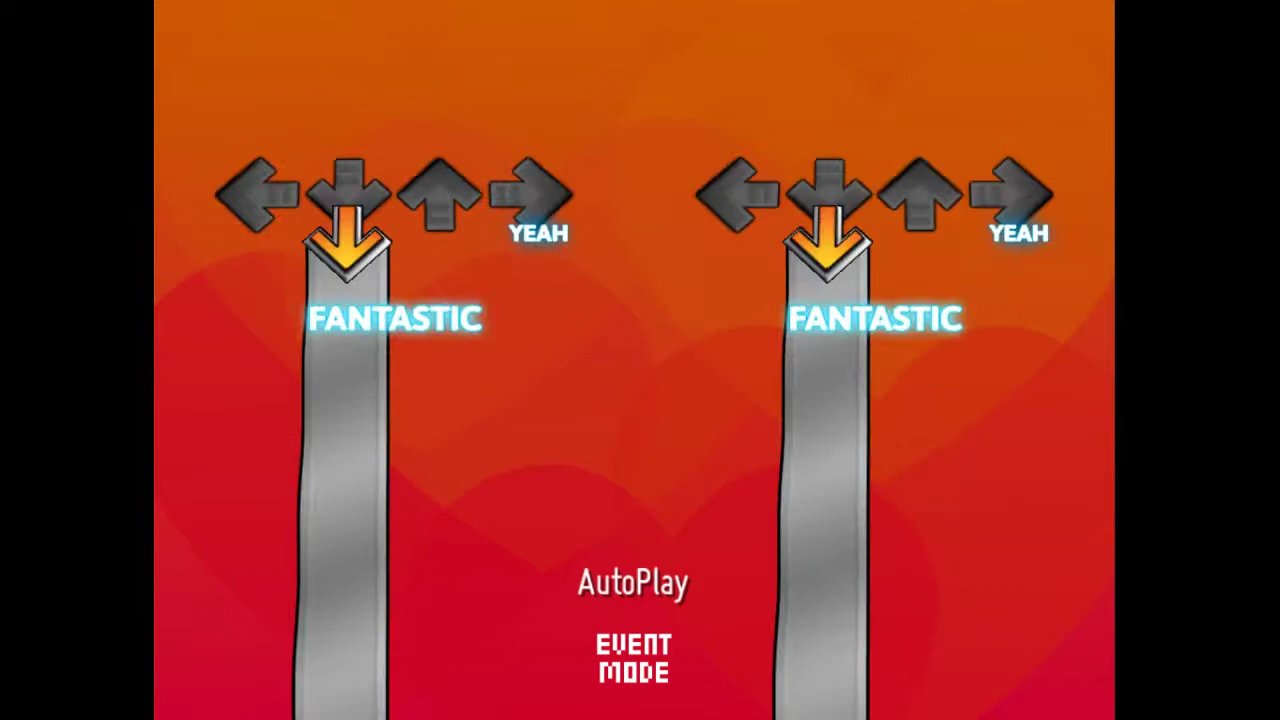 YEAH
YEAH
FANTASTIC
FANTASTIC
AutoPlay
EVENT
MODE